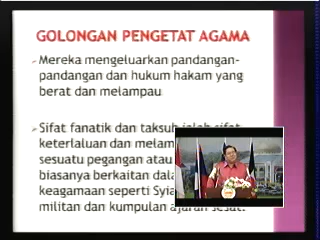 GOLONGAN PENGETAT AGAMA
Mereka mengeluarkan pandangan-
pandangan dan hukum hakam yang
berat dan melampau
Sifat fanatik dan taksub ialah sifat
keterlaluan dan melam
sesuatu pegangan atau
biasanya berkaitan dala
keagamaan seperti Syia
militan dan kumpulan ajaran sesat.